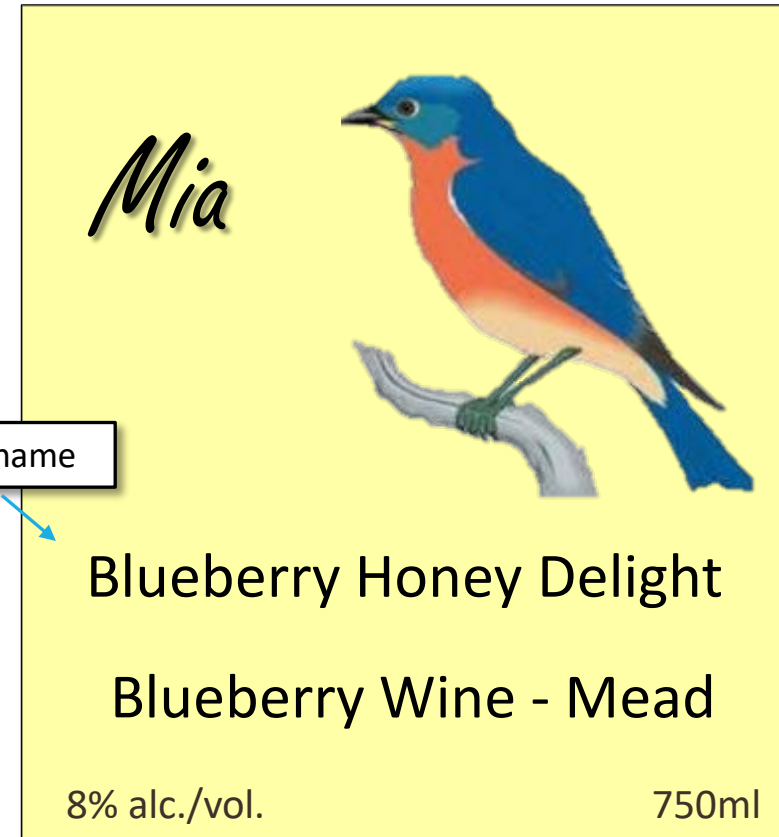 Mia
name
Blueberry Honey Delight
Blueberry Wine - Mead
8% alc./vol. 750ml